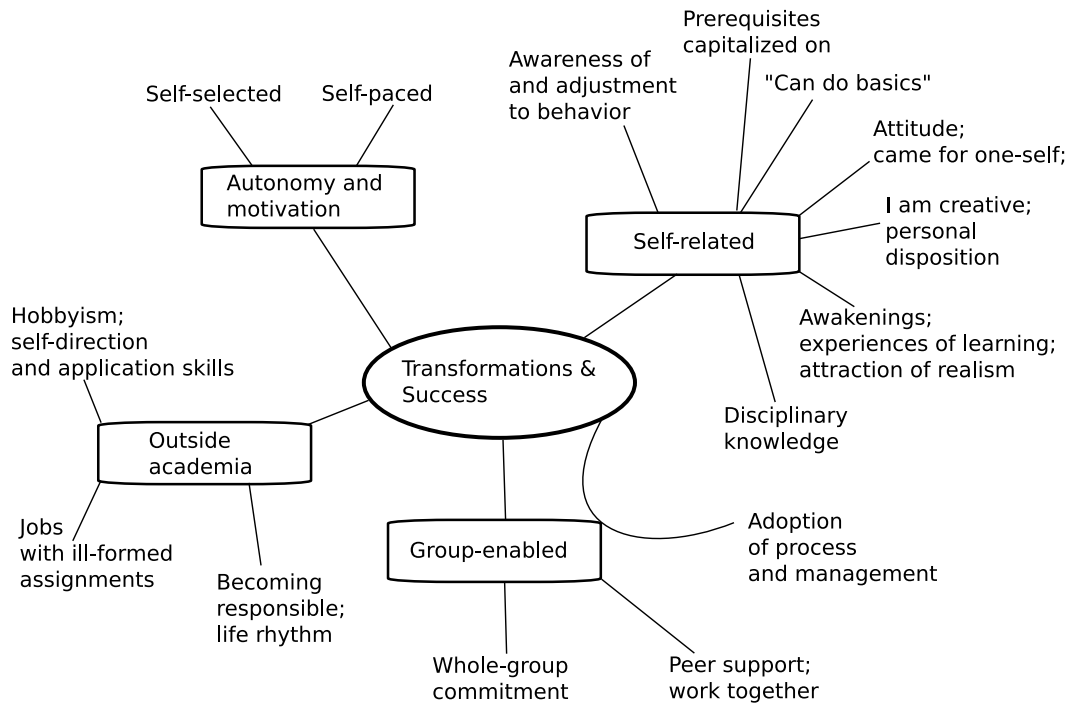 Prerequisites
capitalized on
Awareness of
and adjustment
to behavior
"Can do basics"
Self-selected
Self-paced
Attitude;
came for one-self;
Autonomy and
motivation
I am creative;
personal
disposition
Self-related
Hobbyism;
self-direction
and application skills
Awakenings;
experiences of learning;
attraction of realism
Transformations &
Success
Disciplinary
knowledge
Outside
academia
Jobs
with ill-formed
assignments
Group-enabled
Adoption
of process
and management
Becoming
responsible;
life rhythm
Whole-group
commitment
Peer support;
work together